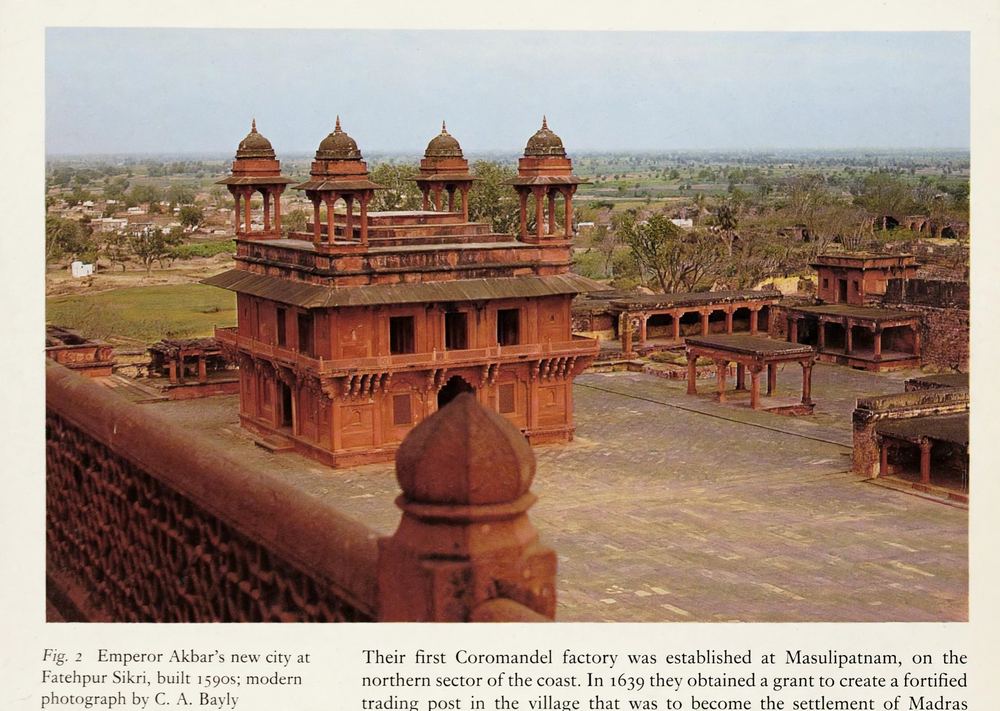 Fig. 2 Emperor Akbar's new city at
Fatehpur Sikri, built 1590s; modern
photograph by C. A. Bayly
Their first Coromandel factory was established at Masulipatnam, on the
northern sector of the coast. In 1639 they obtained a grant to create a fortified
trading post in the village that was to become the settlement of Madras